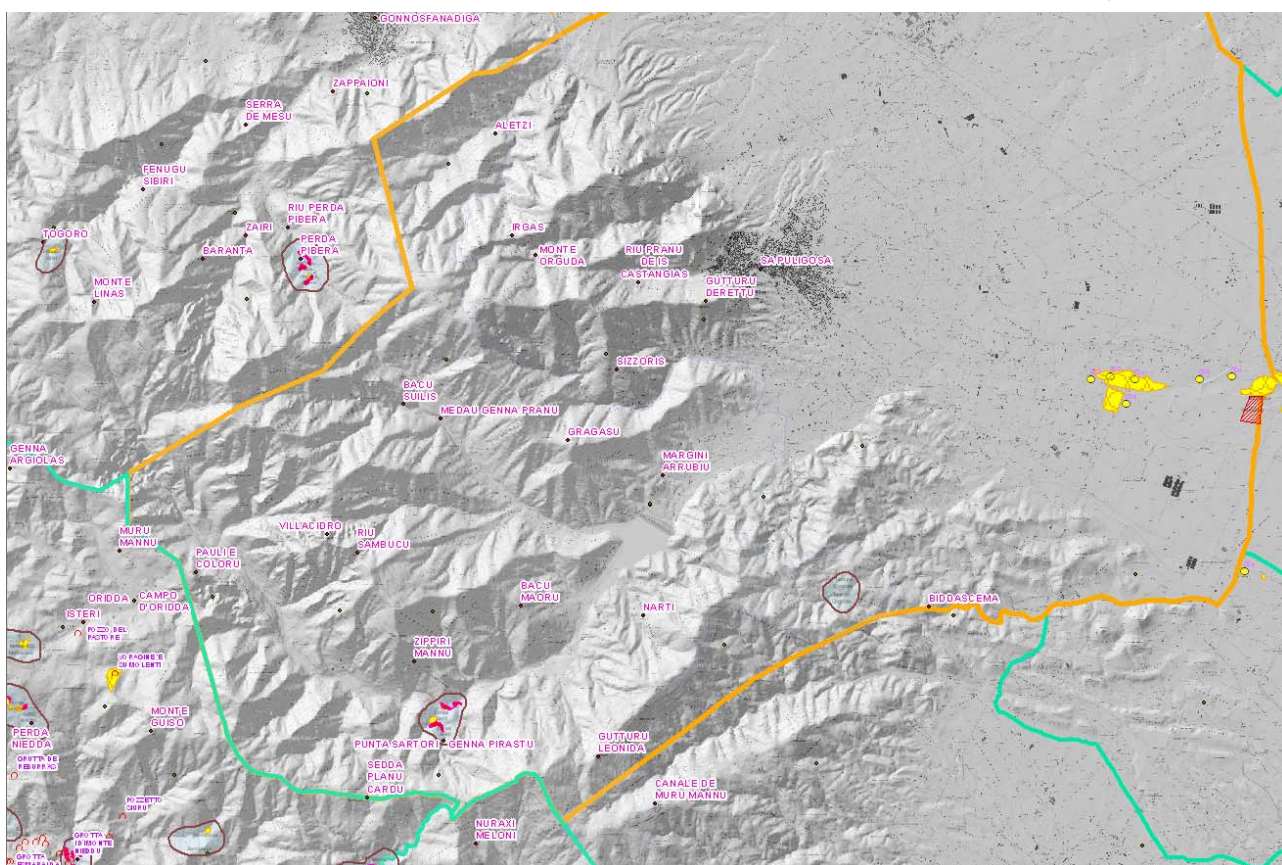 GONNOSFANADIGA
ZAPPAIONI
SERRA
DE MESU
ALETZI
FENUGU
SIBIRI
RIU PERDA
PIBERA
TOGORO
ZAIRI
BARANTA
PERDA
PIBERA
IRGAS
MONTE
ORGUDA
RIU PRANU
DE IS
CASTANGIAS
SA PULIGOSA
GUTTURU
DERETTU
MONTE
LINAS
SIZZORIS
BACU
SUILIS
MEDAU GENNA PRANU
GRAGASU
GENNA
ARGIOLAS
MARGINI
ARRUBIU
VILLACIDRO
RIU
SAMBUCU
MURU
MANNU
PAULI E
COLORU
ORIDDA
CAMPO
D'ORIDDA
ISTERI
POZZO DEL
PASTORE
BACU
MAORU
NARTI
BIDDASCEMA
ZIPPIRI
MANNU
MONTE
GUISO
PERDA
NIEDDA
PUNTA SARTORI - GENNA PIRASTU
GUTTURU
LEONIDA
SEDDA
PLANU
CARDU
CANALE DE
MURU MANNU
NURAXI
MELONI